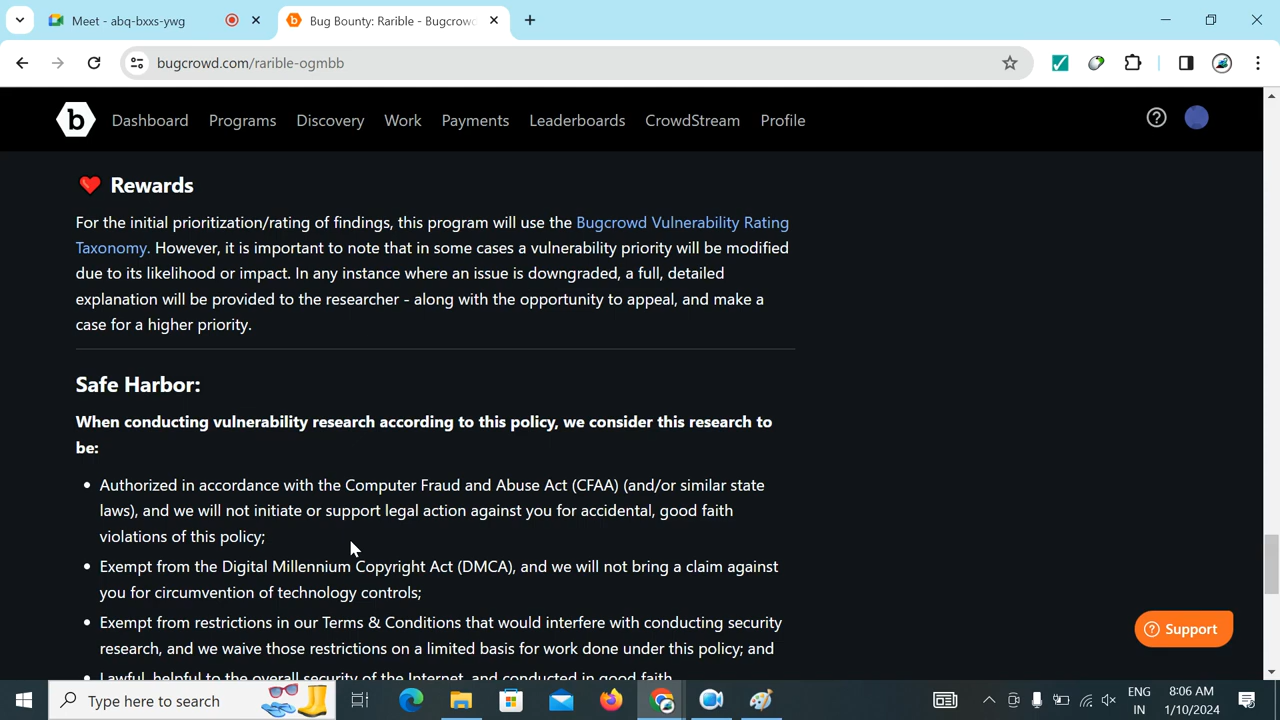 Meet - abq-bxxs-ywg
Bug Bounty: Rarible - Bugcrowd
bugcrowd.com/rarible-ogmbb
b Dashboard Programs Discovery Work Payments Leaderboards CrowdStream Profile
Rewards
For the initial prioritization/rating of findings, this program will use the Bugcrowd Vulnerability Rating
Taxonomy. However, it is important to note that in some cases a vulnerability priority will be modified
due to its likelihood or impact. In any instance where an issue is downgraded, a full, detailed
explanation will be provided to the researcher - along with the opportunity to appeal, and make a
case for a higher priority.
Safe Harbor:
When conducting vulnerability research according to this policy, we consider this research to
be:
• Authorized in accordance with the Computer Fraud and Abuse Act (CFAA) (and/or similar state
laws), and we will not initiate or support legal action against you for accidental, good faith
violations of this policy;
• Exempt from the Digital Millennium Copyright Act (DMCA), and we will not bring a claim against
you for circumvention of technology controls;
• Exempt from restrictions in our Terms & Conditions that would interfere with conducting security
research, and we waive those restrictions on a limited basis for work done under this policy; and
• Lawful, helpful to the overall security of the Internet, and conducted in good faith.
Support
Type here to search
ENG
IN
8:06 AM
1/10/2024